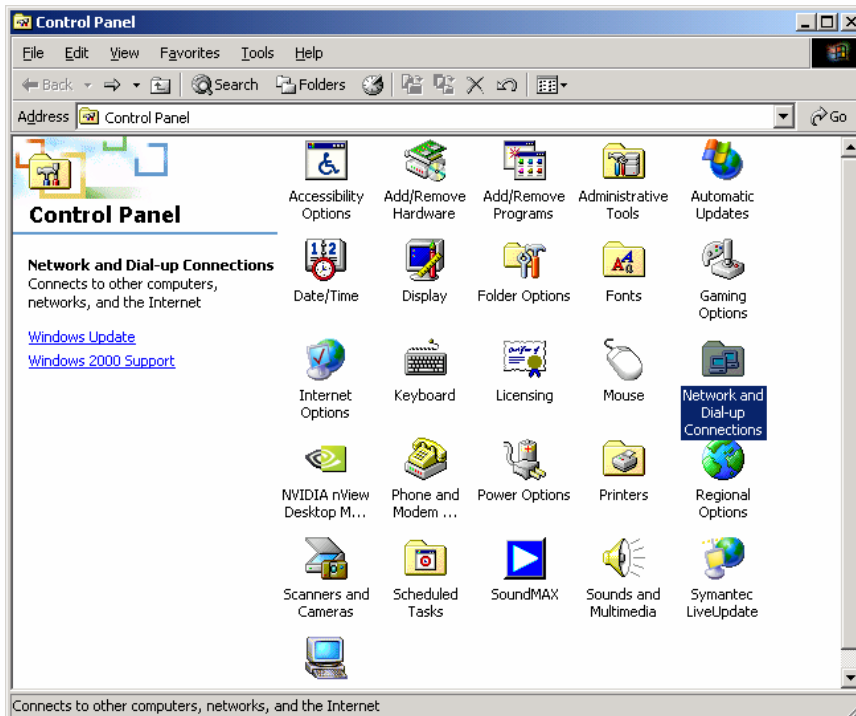 Control Panel
File Edit View Favorites Tools Help
Back Search Folders
Address Control Panel Go
Control Panel
Network and Dial-up Connections
Connects to other computers,
networks, and the Internet
Windows Update
Windows 2000 Support
Accessibility
Options
Add/Remove
Hardware
Add/Remove
Programs
Administrative
Tools
Automatic
Updates
Date/Time
Display
Folder Options
Fonts
Gaming
Options
Internet
Options
Keyboard
Licensing
Mouse
Network and
Dial-up
Connections
NVIDIA nView
Desktop M...
Phone and
Modem ...
Power Options
Printers
Regional
Options
Scanners and
Cameras
Scheduled
Tasks
SoundMAX
Sounds and
Multimedia
Symantec
LiveUpdate
Connects to other computers, networks, and the Internet